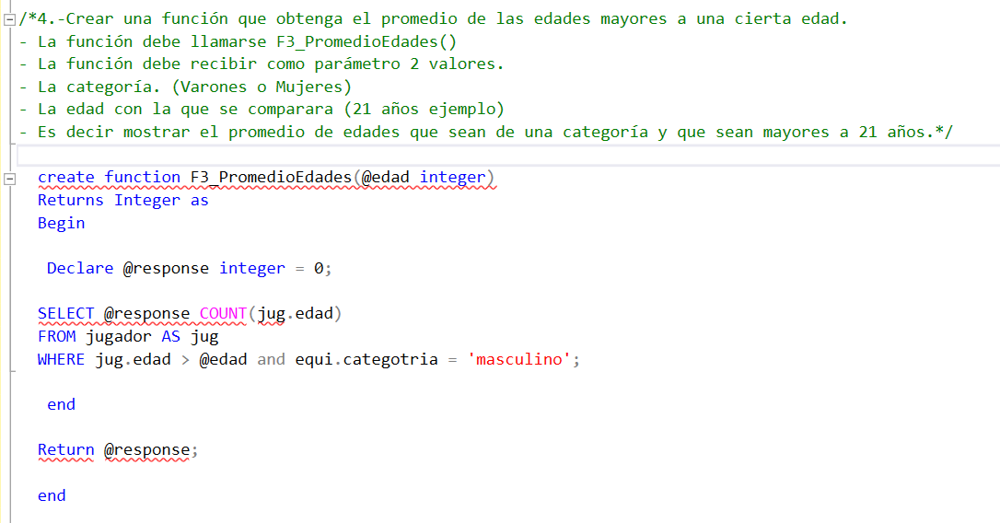 /*4.-Crear una función que obtenga el promedio de las edades mayores a una cierta edad.
- La función debe llamarse F3_PromedioEdades()
- La función debe recibir como parámetro 2 valores.
- La categoría. (Varones o Mujeres)
- La edad con la que se comparara (21 años ejemplo)
- Es decir mostrar el promedio de edades que sean de una categoría y que sean mayores a 21 años.*/
create function F3_PromedioEdades(@edad integer)
Returns Integer as
Begin
Declare @response integer = 0;
SELECT @response COUNT(jug.edad)
FROM jugador AS jug
WHERE jug.edad > @edad and equi.categotria = 'masculino';
end
Return @response;
end